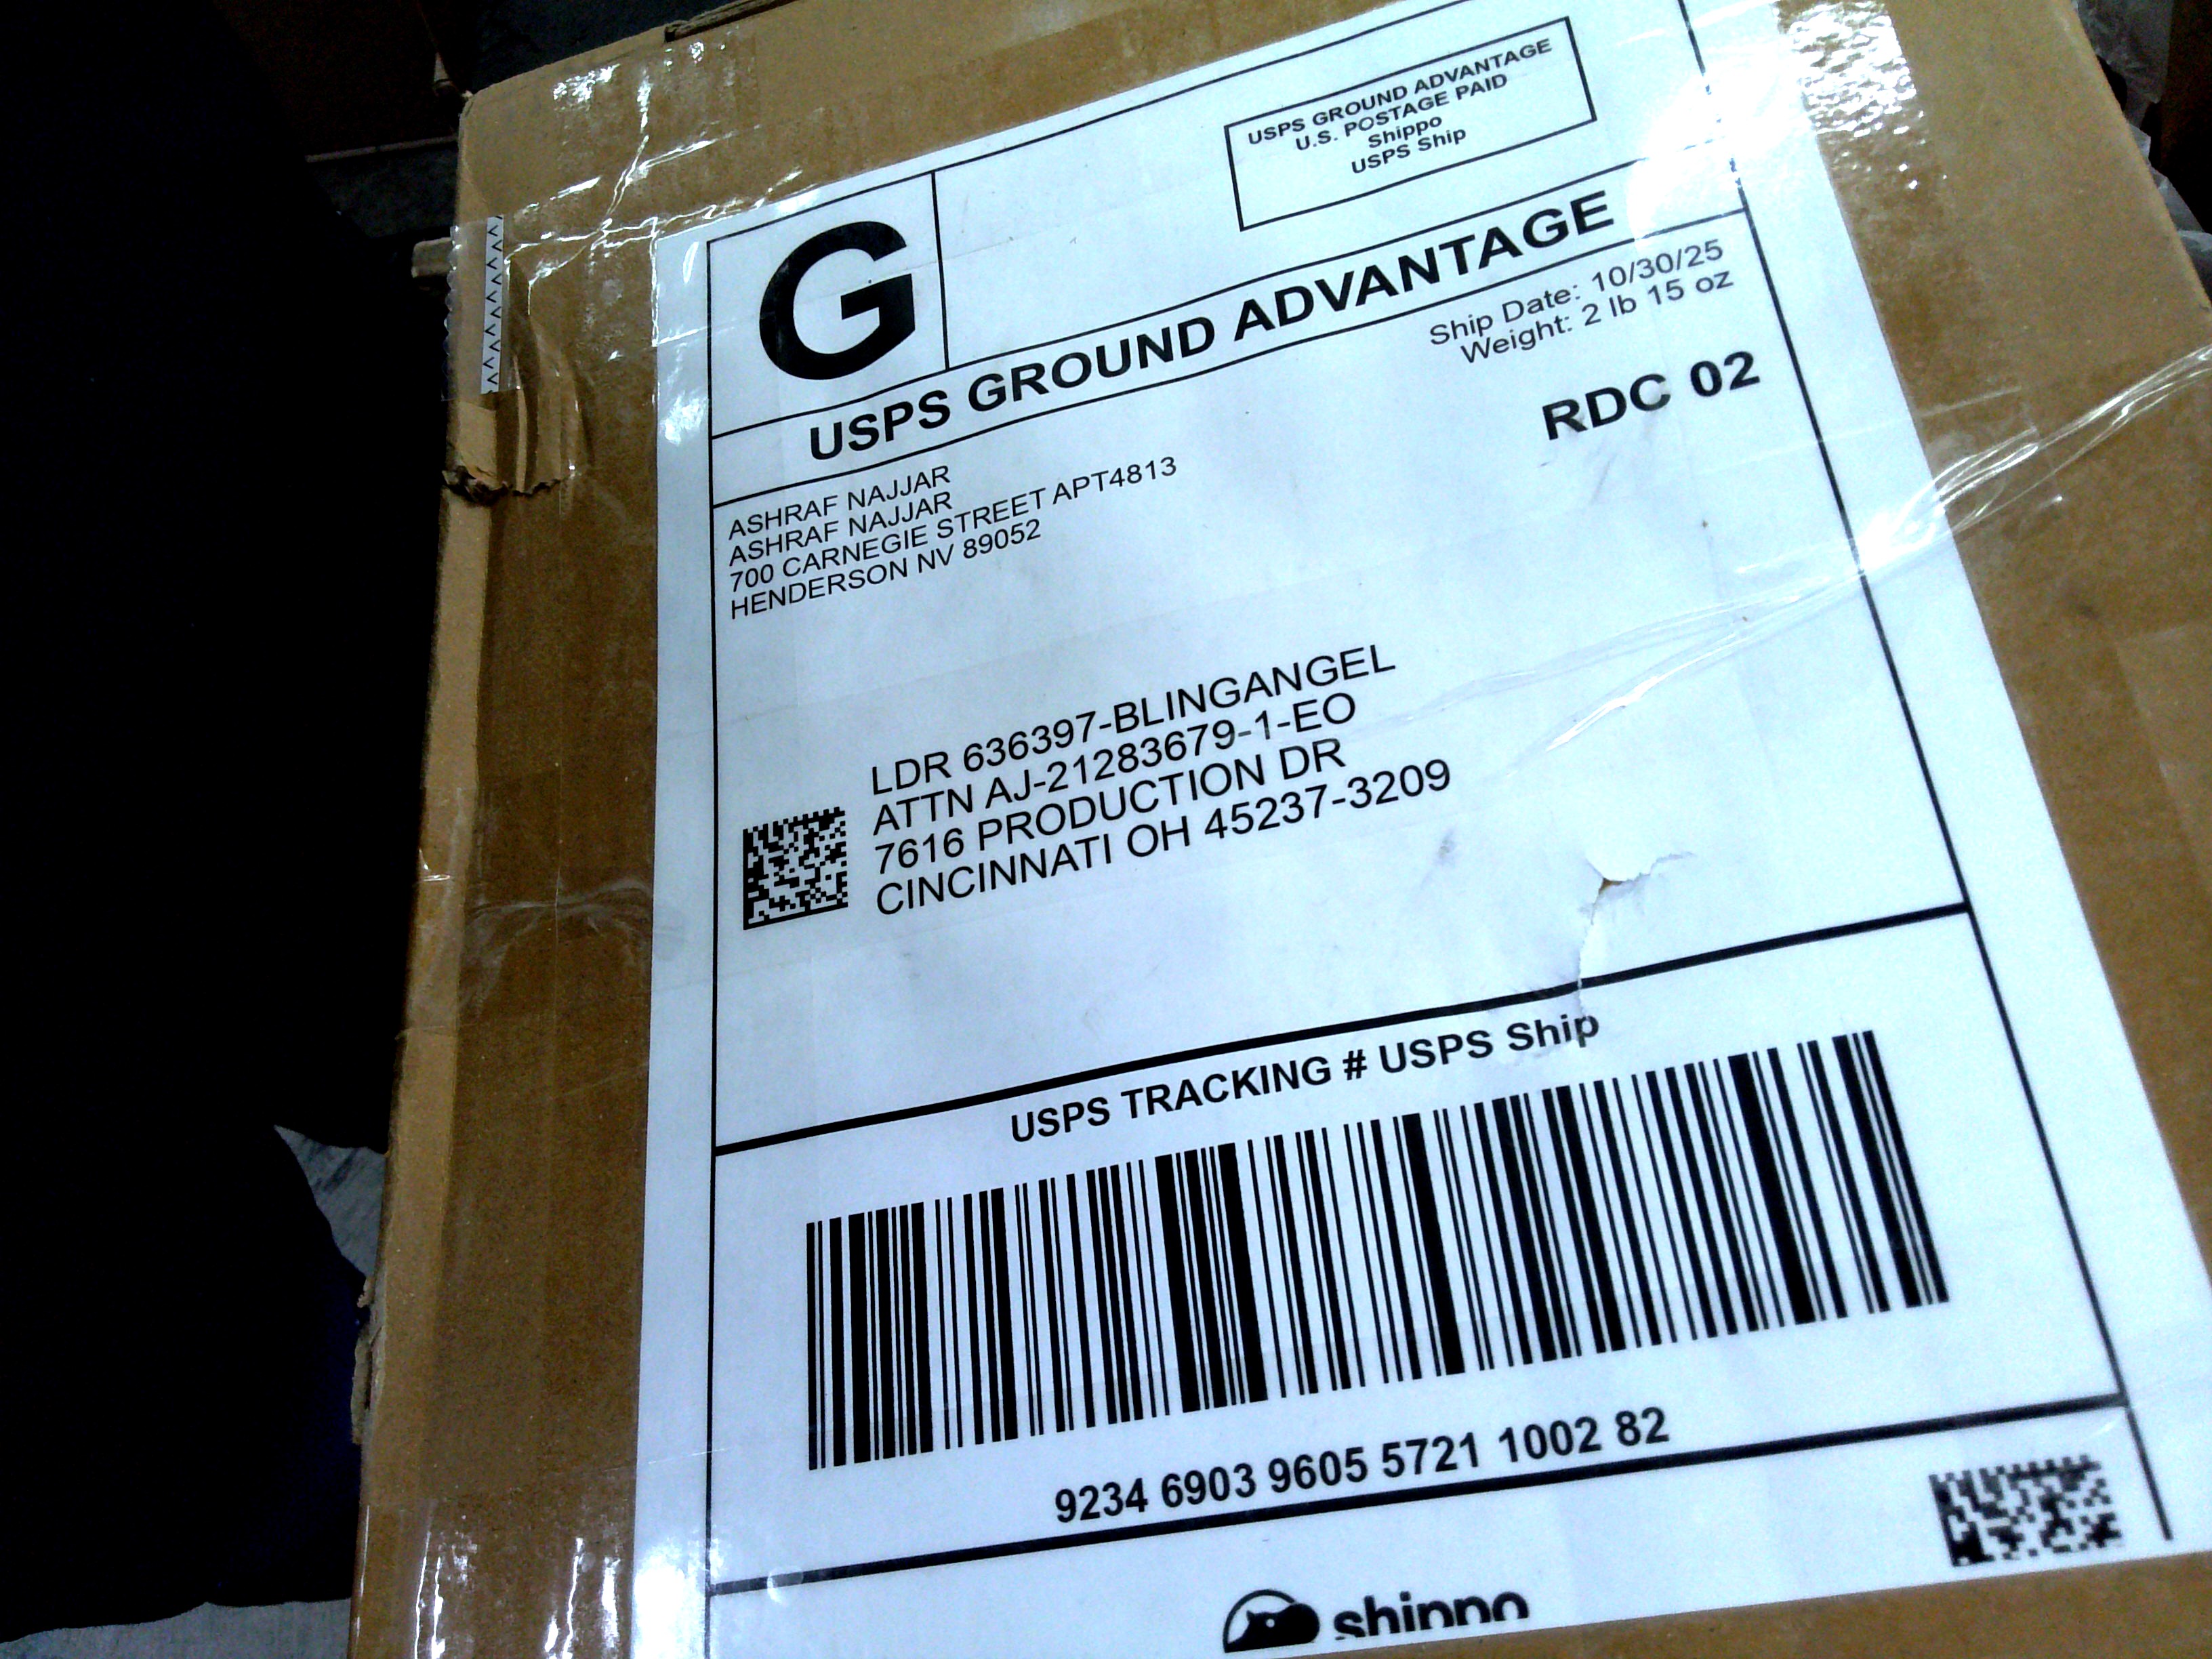 USPS GROUND ADVANTAGE
U.S. POSTAGE PAID
Shippo
USPS Ship
G
USPS GROUND ADVANTAGE
Ship Date: 10/30/25
Weight: 2 lb 15 oz
RDC 02
ASHRAF NAJJAR
ASHRAF NAJJAR
700 CARNEGIE STREET APT4813
HENDERSON NV 89052
LDR 636397-BLINGANGEL
ATTN AJ-21283679-1-EO
7616 PRODUCTION DR
CINCINNATI OH 45237-3209
USPS TRACKING # USPS Ship
9234 6903 9605 5721 1002 82
shippo